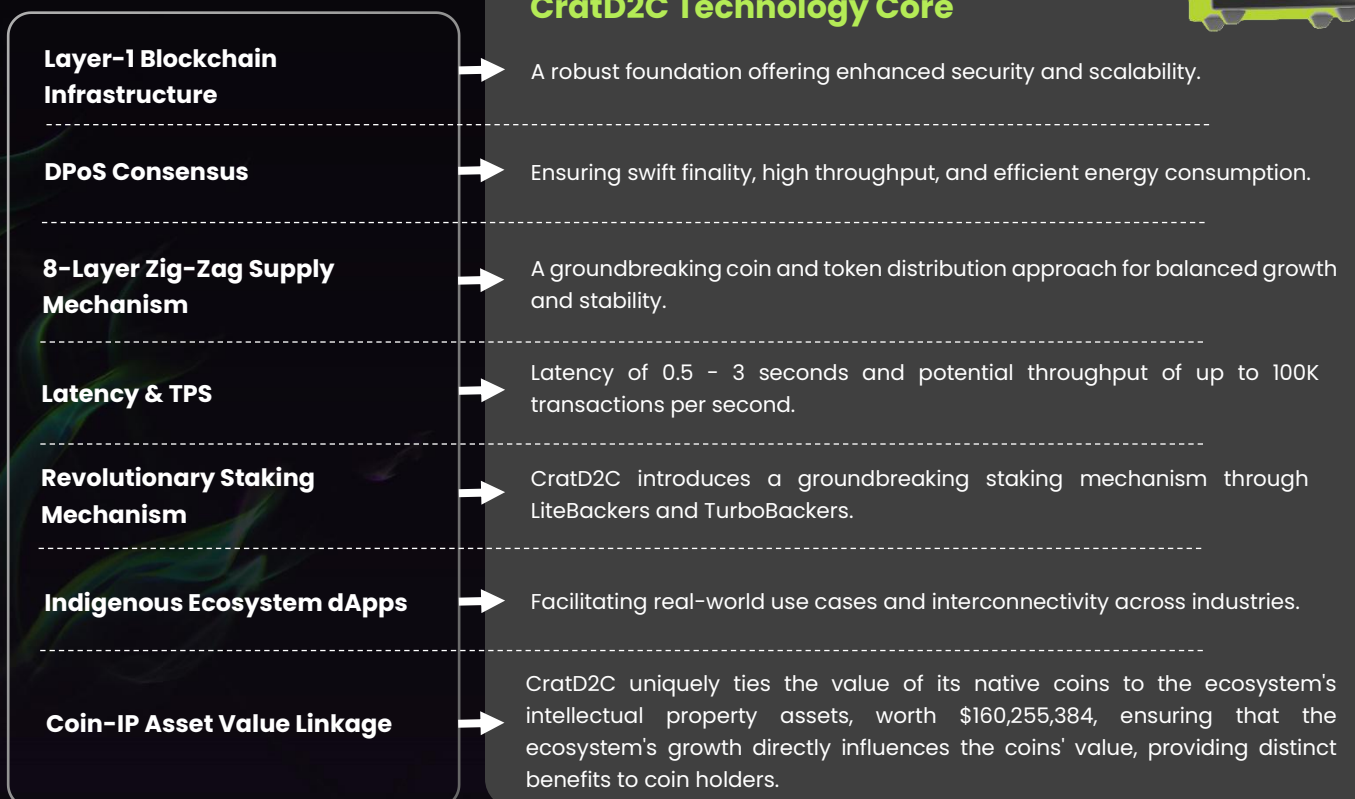 CratD2C Technology Core
Layer-1 Blockchain
Infrastructure
A robust foundation offering enhanced security and scalability.
DPoS Consensus
Ensuring swift finality, high throughput, and efficient energy consumption.
8-Layer Zig-Zag Supply
Mechanism
A groundbreaking coin and token distribution approach for balanced growth
and stability.
Latency & TPS
Latency of 0.5 - 3 seconds and potential throughput of up to 100K
transactions per second.
Revolutionary Staking
Mechanism
CratD2C introduces a groundbreaking staking mechanism through
LiteBackers and TurboBackers.
Indigenous Ecosystem dApps
Facilitating real-world use cases and interconnectivity across industries.
Coin-IP Asset Value Linkage
CratD2C uniquely ties the value of its native coins to the ecosystem's
intellectual property assets, worth $160,255,384, ensuring that the
ecosystem's growth directly influences the coins' value, providing distinct
benefits to coin holders.